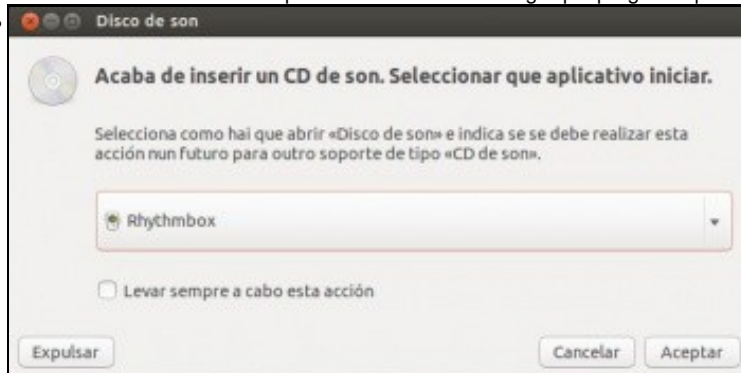 Disco de son
Acaba de inserir un CD de son. Seleccionar que aplicativo iniciar.
Selecciona como hai que abrir «Disco de son» e indica se se debe realizar esta
acción nun futuro para outro soporte de tipo «CD de son».
Rhythmbox
Levar sempre a cabo esta acción
Expulsar Cancelar Aceptar